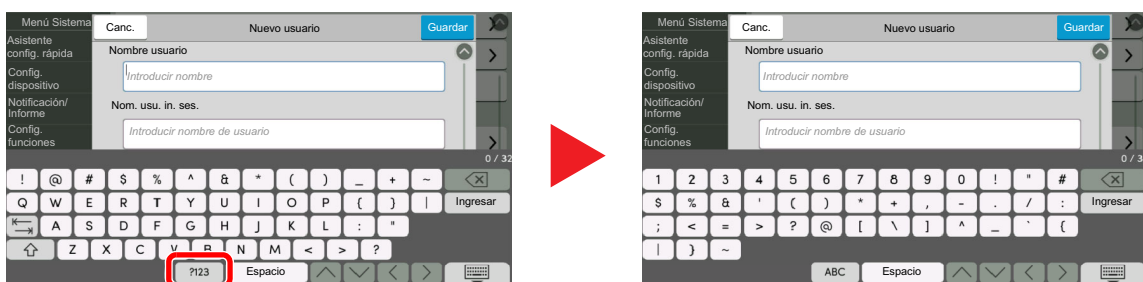 Menú Sistema
Canc.
Nuevo usuario
Guardar
Asistente
config. rápida
Nombre usuario
Introducir nombre
Config.
dispositivo
Notificación/
Informe
Nom. usu. in. ses.
Introducir nombre de usuario
Config.
funciones
0 / 32
! @ # $ % ^ & * ( ) _ + ~
Q W E R T Y U I O P { } | Ingresar
A S D F G H J K L : "
Z X C V B N M < > ?
?123 Espacio
Menú Sistema
Canc.
Nuevo usuario
Guardar
Asistente
config. rápida
Nombre usuario
Introducir nombre
Config.
dispositivo
Notificación/
Informe
Nom. usu. in. ses.
Introducir nombre de usuario
Config.
funciones
0 / 3
1 2 3 4 5 6 7 8 9 0 ! " #
$ % & ' ( ) * + , - . / : Ingresar
; < = > ? @ [ \ ] ^ _ ` {
| } ~
ABC Espacio